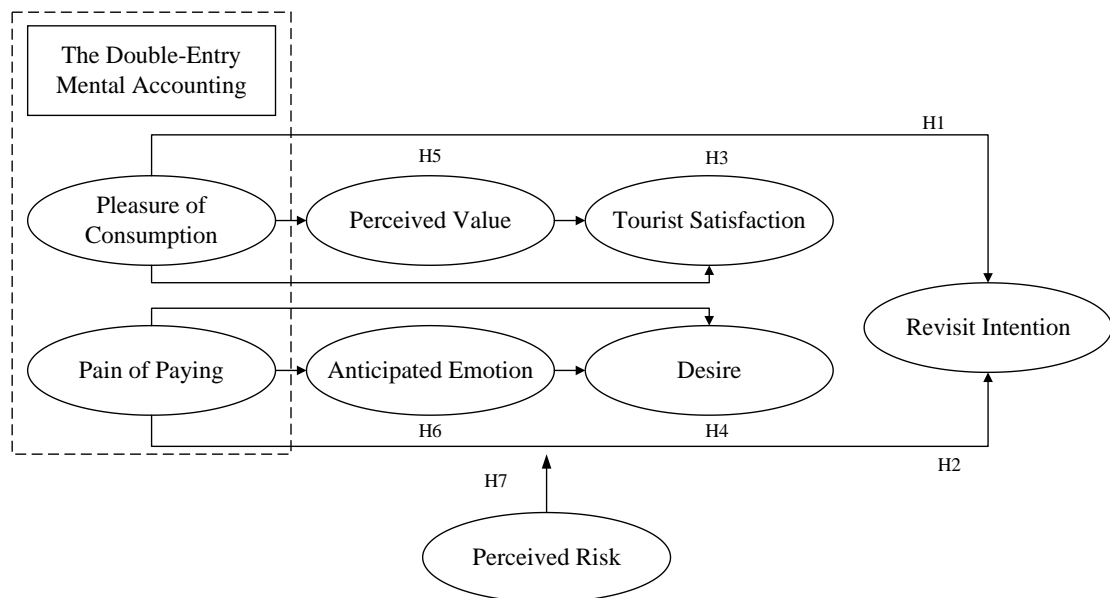 The Double-Entry
Mental Accounting
H1
H5
H3
Pleasure of
Consumption
Perceived Value
Tourist Satisfaction
Revisit Intention
Pain of Paying
Anticipated Emotion
Desire
H6
H4
H2
H7
Perceived Risk